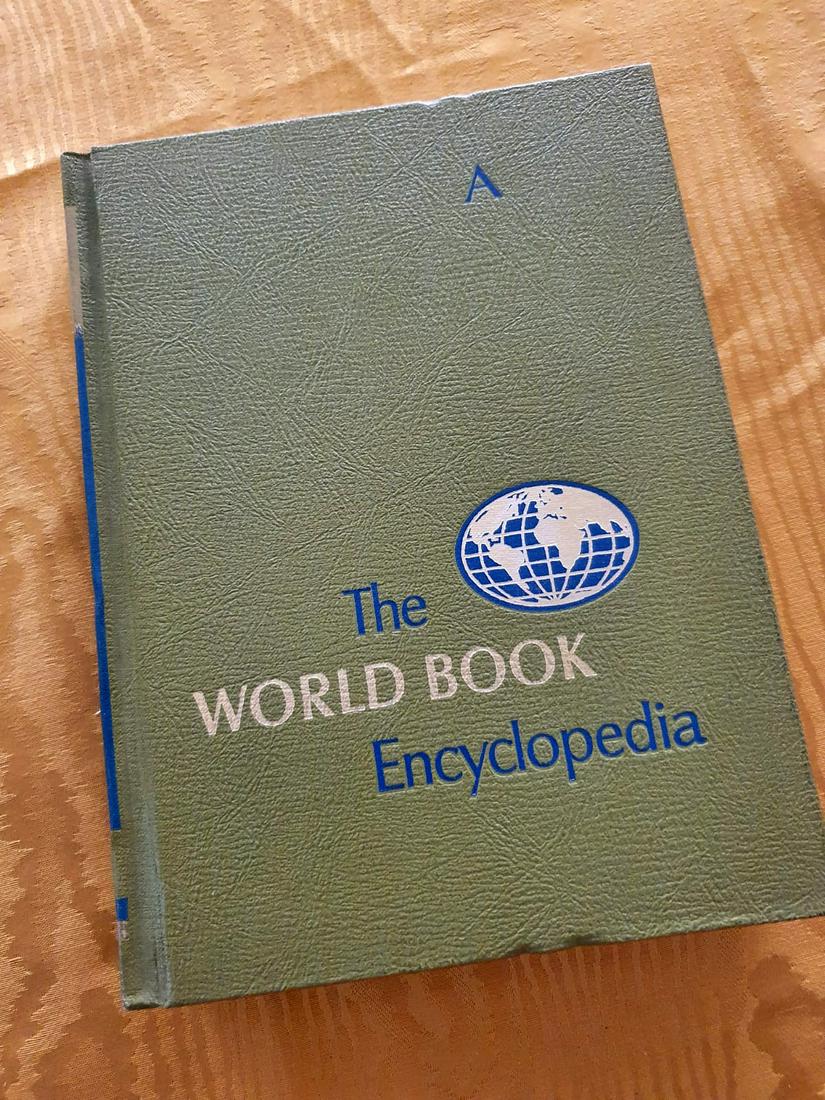 A
The
WORLD BOOK
Encyclopedia